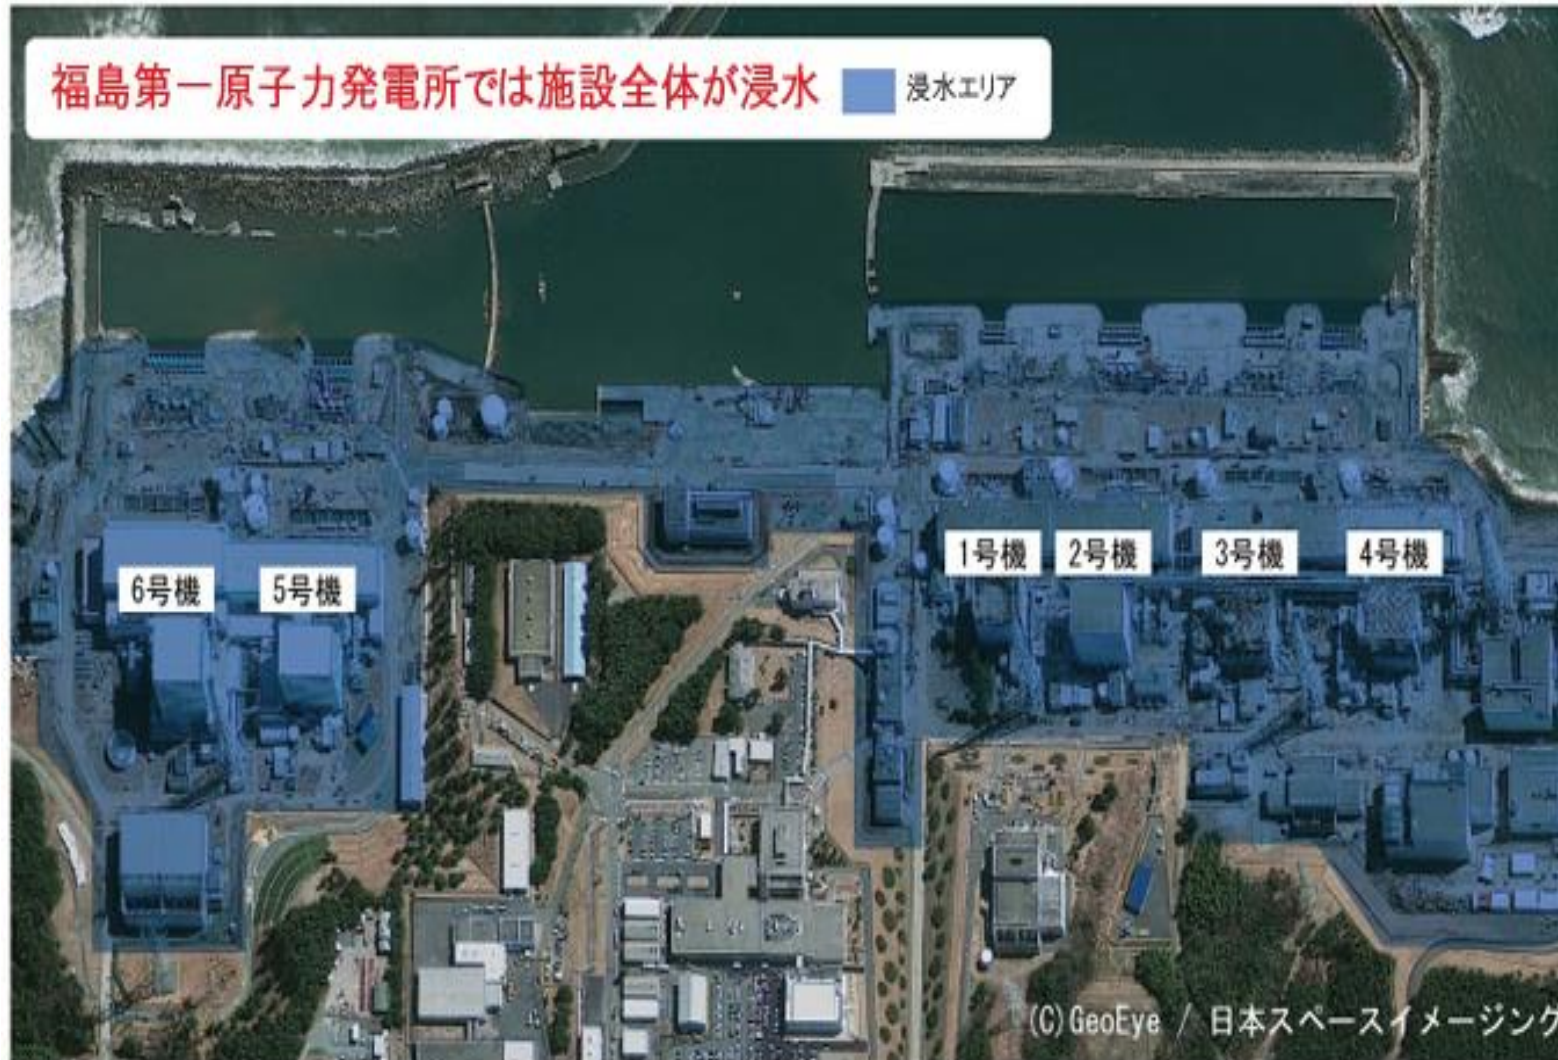 福島第一原子力発電所では施設全体が浸水
浸水エリア
1号機
2号機
3号機
4号機
6号機
5号機
(C)GeoEye / 日本スペースイメージング